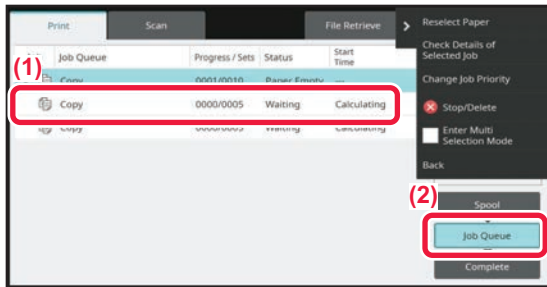 Print
Scan
File Retrieve
Reselect Paper
Check Details of
Selected Job
Change Job Priority
Stop/Delete
Enter Multi
Selection Mode
Back
Job Queue
Progress / Sets
Status
Start
Time
(1)
Copy
0001/0010
Paper Empty
---
Copy
0000/0005
Waiting
Calculating
Copy
0000/0005
Waiting
Calculating
(2)
Spool
Job Queue
Complete